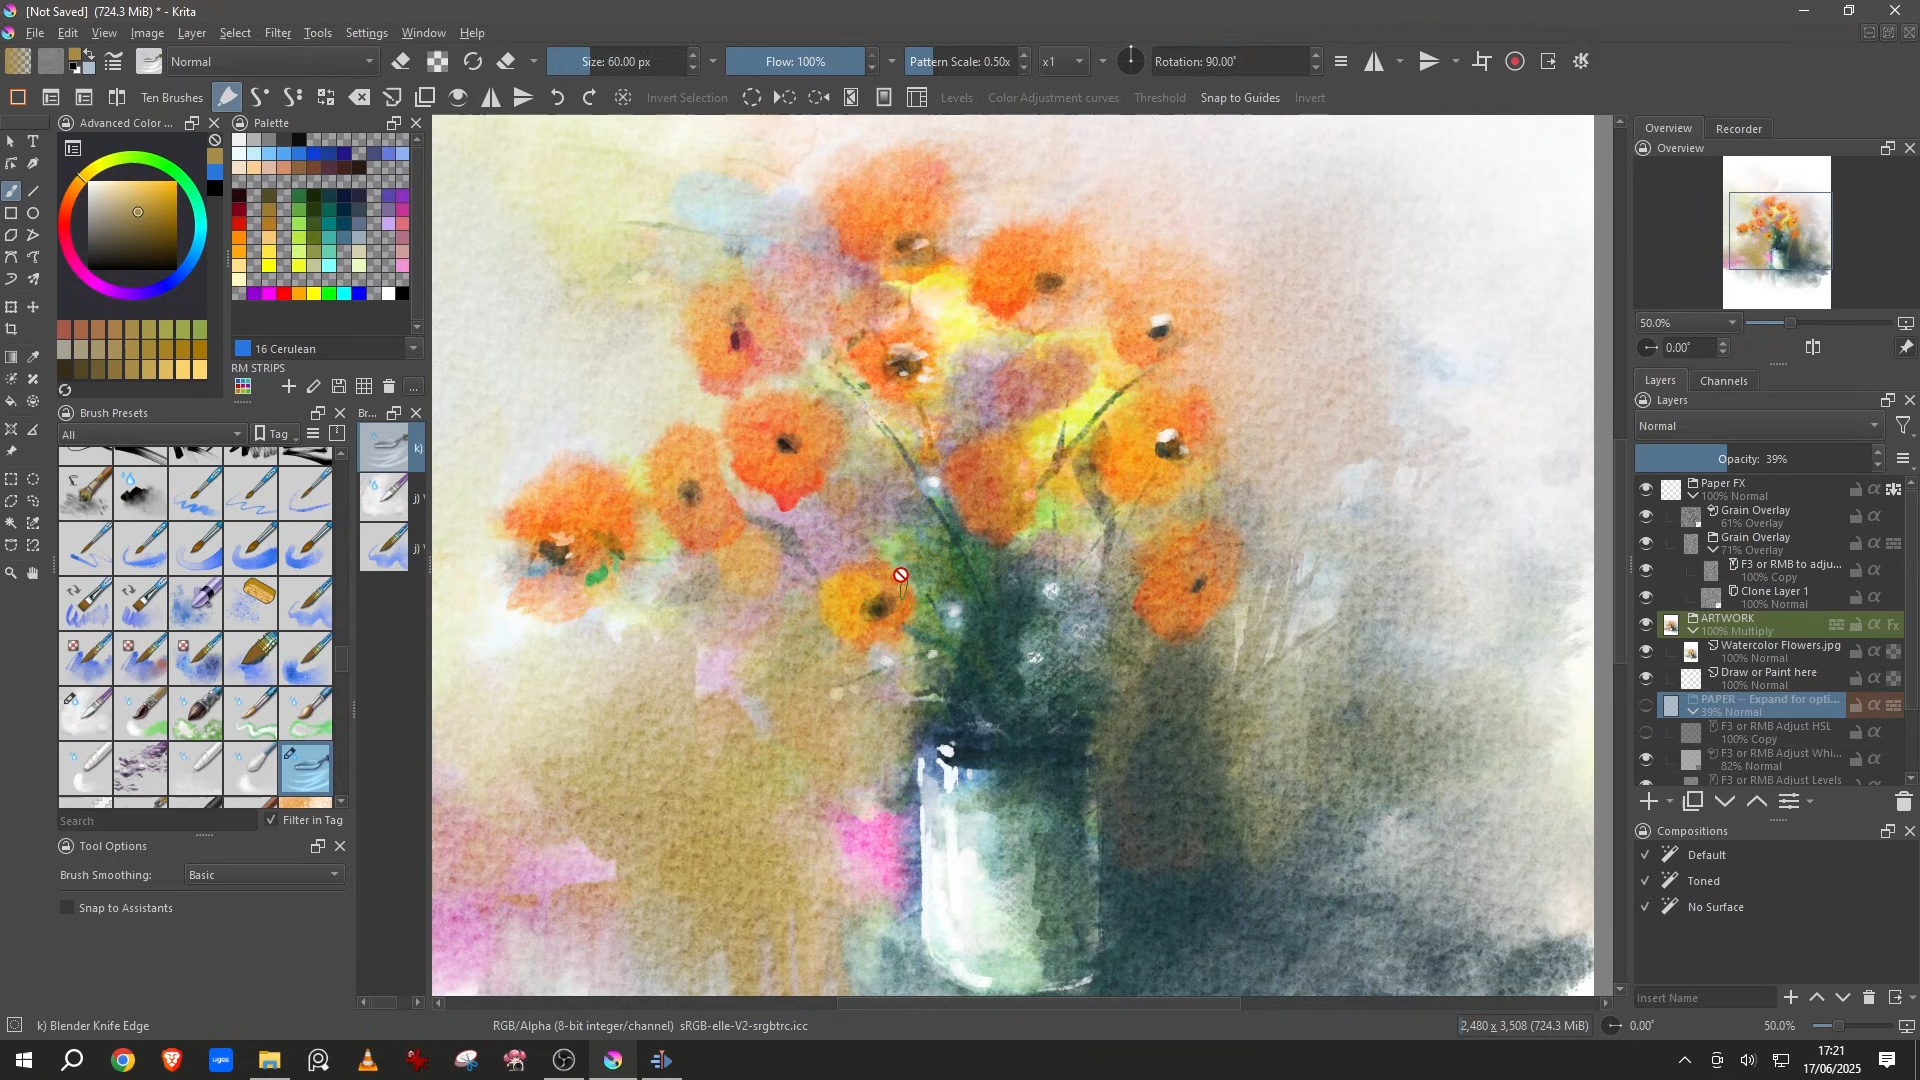 [Not Saved] (724.3 MiB) * - Krita
File Edit View Image Layer Select Filter Tools Settings Window Help
Normal Size: 60.00 px Flow: 100% Pattern Scale: 0.50x x1 Rotation: 90.00°
Ten Brushes Invert Selection Levels Color Adjustment curves Threshold Snap to Guides Invert
Advanced Color ... Palette
16 Cerulean
RM STRIPS
...
Brush Presets Br...
All Tag
k)
j)
j)
Search Filter in Tag
Tool Options
Brush Smoothing: Basic
Snap to Assistants
Overview Recorder
Overview
50.0%
0.00°
Layers Channels
Layers
Normal
Opacity: 39%
Paper FX
100% Normal
Grain Overlay
61% Overlay
Grain Overlay
71% Overlay
F3 or RMB to adju...
100% Copy
Clone Layer 1
100% Normal
ARTWORK
100% Multiply
Fx
Watercolor Flowers.jpg
100% Normal
Draw or Paint here
100% Normal
PAPER -- Expand for opti...
39% Normal
F3 or RMB Adjust HSL
100% Copy
F3 or RMB Adjust Whi...
82% Normal
F3 or RMB Adjust Levels
Compositions
Default
Toned
No Surface
Insert Name
k) Blender Knife Edge RGB/Alpha (8-bit integer/channel) sRGB-elle-V2-srgbtrc.icc 2,480 x 3,508 (724.3 MiB) 0.00° 50.0%
ugee
17:21
17/06/2025